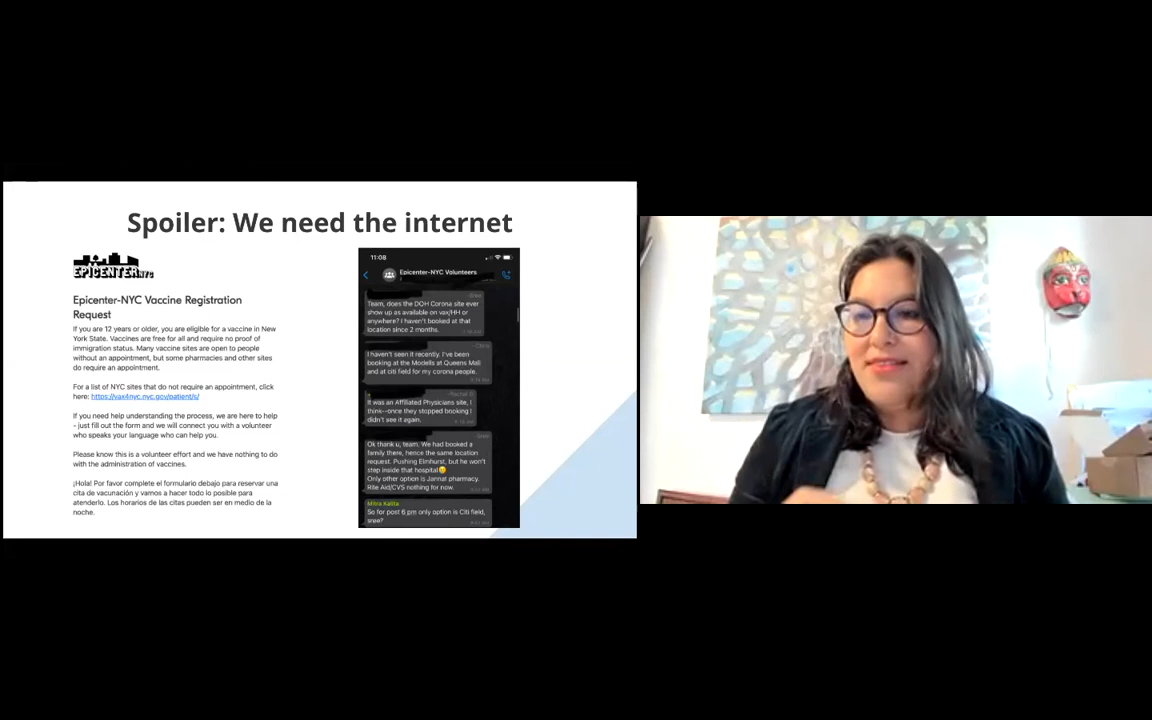 Spoiler: We need the internet
EPICENTER NYC
Epicenter-NYC Vaccine Registration
Request
If you are 12 years or older, you are eligible for a vaccine in New
York State. Vaccines are free for all and require no proof of
immigration status. Many vaccine sites are open to people
without an appointment, but some pharmacies and other sites
do require an appointment.
For a list of NYC sites that do not require an appointment, click
here: https://vax4nyc.nyc.gov/patient/s/
If you need help understanding the process, we are here to help
- just fill out the form and we will connect you with a volunteer
who speaks your language who can help you.
Please know this is a volunteer effort and we have nothing to do
with the administration of vaccines.
¡Hola! Por favor complete el formulario debajo para reservar una
cita de vacunación y vamos a hacer todo lo posible para
atenderlo. Los horarios de las citas pueden ser en medio de la
noche.
11:08
Epicenter-NYC Volunteers
Team, does the DOH Corona site ever
show up as available on vax/HH or
anywhere? I haven't booked at that
location since 2 months.
I haven't seen it recently. I've been
booking at the Modells at Queens Mall
and at citi field for my corona people.
It was an Affiliated Physicians site, I
think--once they stopped booking I
didn't see it again.
Ok thank u, team. We had booked a
family there, hence the same location
request. Pushing Elmhurst, but he won't
step inside that hospital😔
Only other option is Jannat pharmacy.
Rite Aid/CVS nothing for now.
Mitra Kalita
So for post 6 pm only option is Citi field,